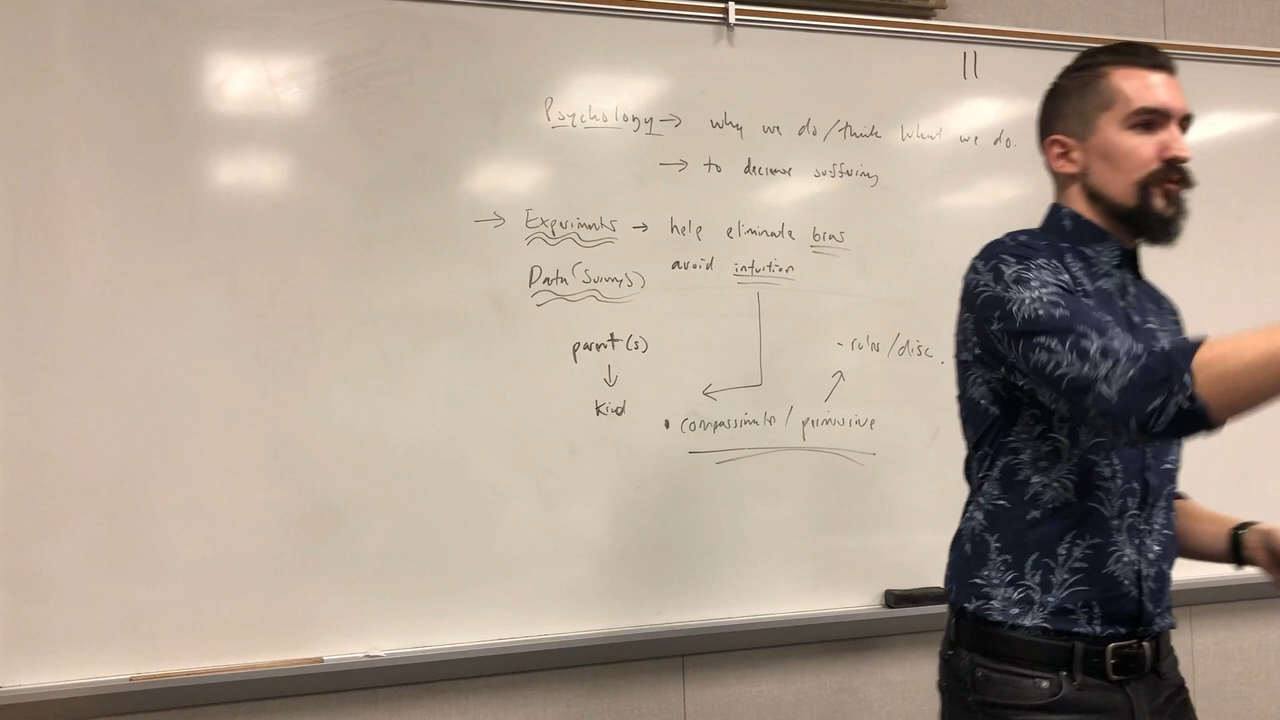 11
Psychology → why we do/think what we do.
→ to decrease suffering
→ Experiments → help eliminate bias
Data (surveys) avoid intuition
parent(s) - rules/disc.
↓
kid
• compassionate / permissive